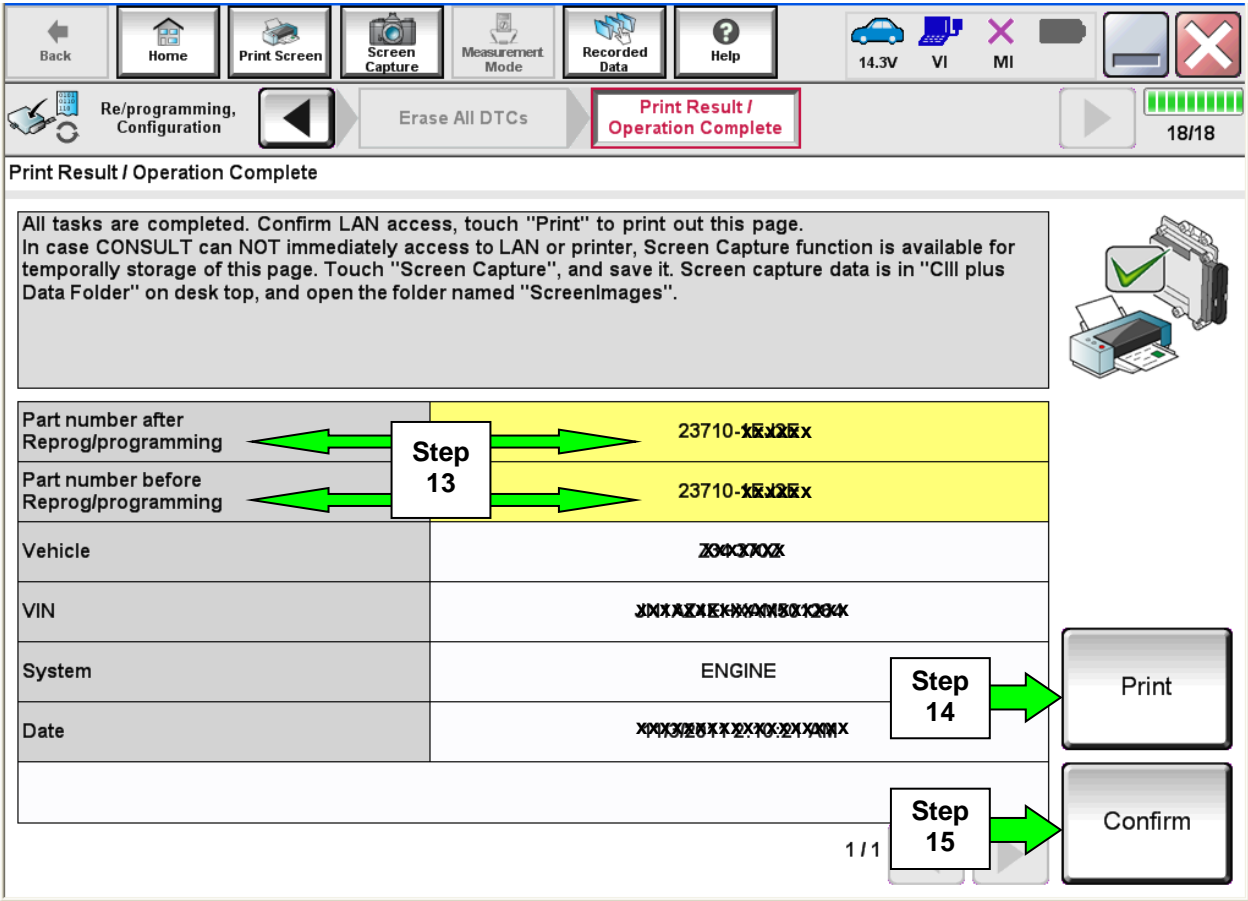 Back
Home
Print Screen
Screen Capture
Measurement Mode
Recorded Data
Help
14.3V
VI
MI
Re/programming, Configuration
Erase All DTCs
Print Result / Operation Complete
18/18
Print Result / Operation Complete
All tasks are completed. Confirm LAN access, touch "Print" to print out this page.
In case CONSULT can NOT immediately access to LAN or printer, Screen Capture function is available for
temporally storage of this page. Touch "Screen Capture", and save it. Screen capture data is in "CIII plus
Data Folder" on desk top, and open the folder named "ScreenImages".
Part number after
Reprog/programming
Step 13
23710-
Part number before
Reprog/programming
23710-
Vehicle
VIN
System
ENGINE
Date
Step 14
Print
Step 15
Confirm
1/1